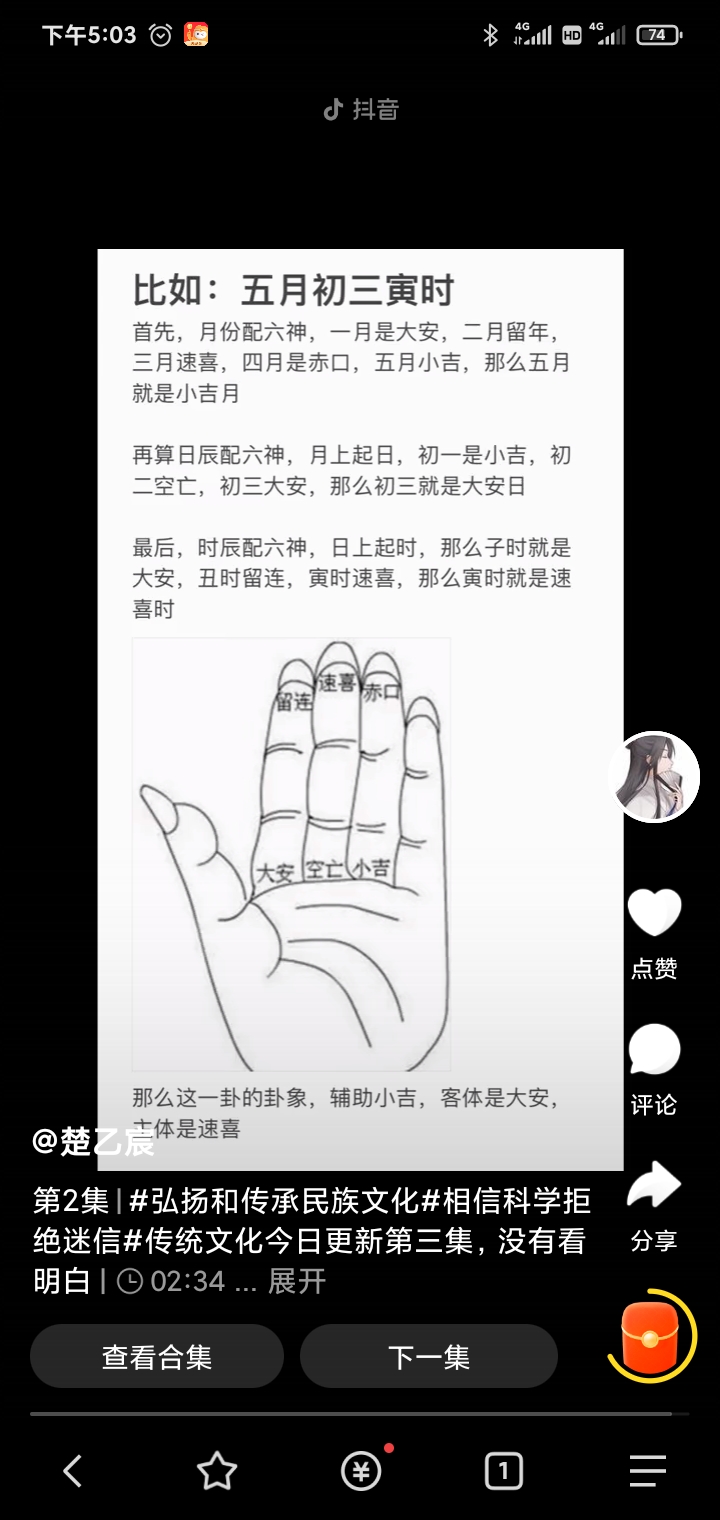 下午5:03
4G HD 4G 74
抖音
比如：五月初三寅时
首先，月份配六神，一月是大安，二月留年，
三月速喜，四月是赤口，五月小吉，那么五月
就是小吉月
再算日辰配六神，月上起日，初一是小吉，初
二空亡，初三大安，那么初三就是大安日
最后，时辰配六神，日上起时，那么子时就是
大安，丑时留连，寅时速喜，那么寅时就是速
喜时
留连 速喜 赤口
大安 空亡 小吉
那么这一卦的卦象，辅助小吉，客体是大安，
主体是速喜
@楚乙宸
点赞
评论
分享
第2集 | #弘扬和传承民族文化#相信科学拒
绝迷信#传统文化今日更新第三集，没有看
明白 | 02:34 ... 展开
查看合集
下一集
¥
1